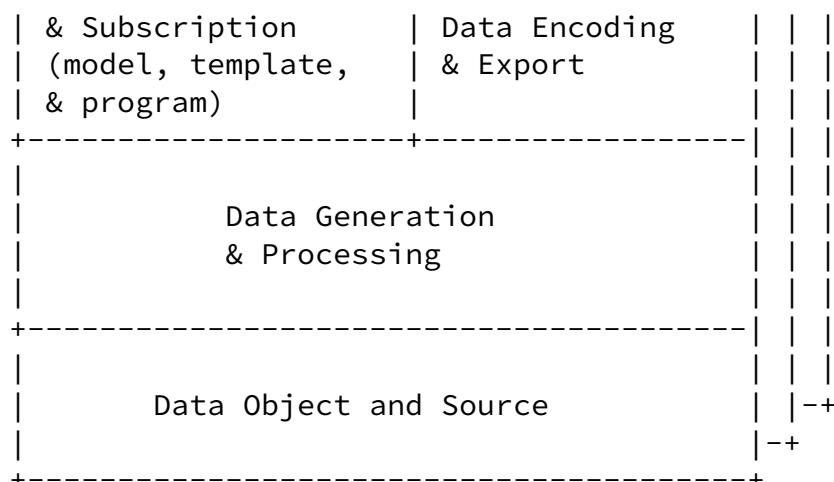 | & Subscription       | Data Encoding    | | |
| (model, template,    | & Export         | | |
| & program)           |                  | | |
+----------------------+------------------| | |
|                                         | | |
|            Data Generation              | | |
|            & Processing                 | | |
|                                         | | |
+-----------------------------------------| | |
|                                         | | |
|        Data Object and Source           | |-+
|                                         |-+
+-----------------------------------------+